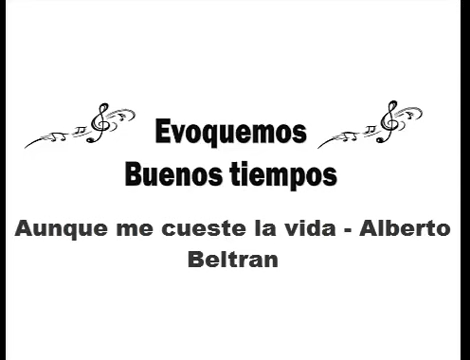 Evoquemos
Buenos tiempos
Aunque me cueste la vida - Alberto
Beltran